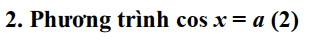 2. Phương trình cos x = a (2)